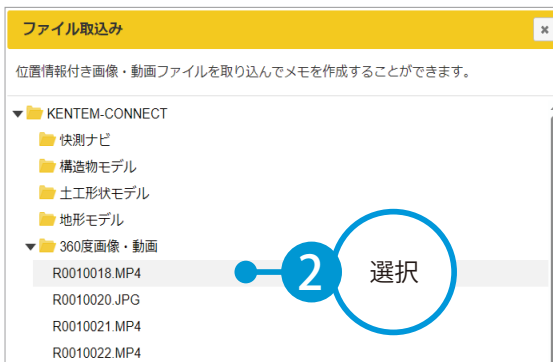 ファイル取込み
×
位置情報付き画像・動画ファイルを取り込んでメモを作成することができます。
KENTEM-CONNECT
快測ナビ
構造物モデル
土工形状モデル
地形モデル
360度画像・動画
R0010018.MP4
2 選択
R0010020.JPG
R0010021.MP4
R0010022.MP4